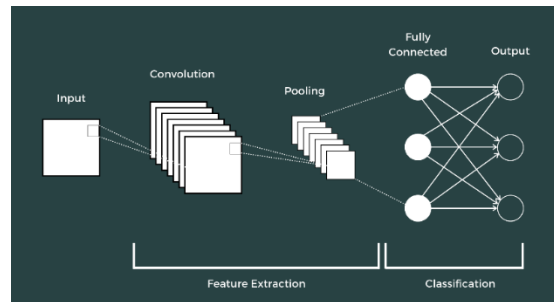 Fully
Connected
Output
Convolution
Pooling
Input
Feature Extraction
Classification